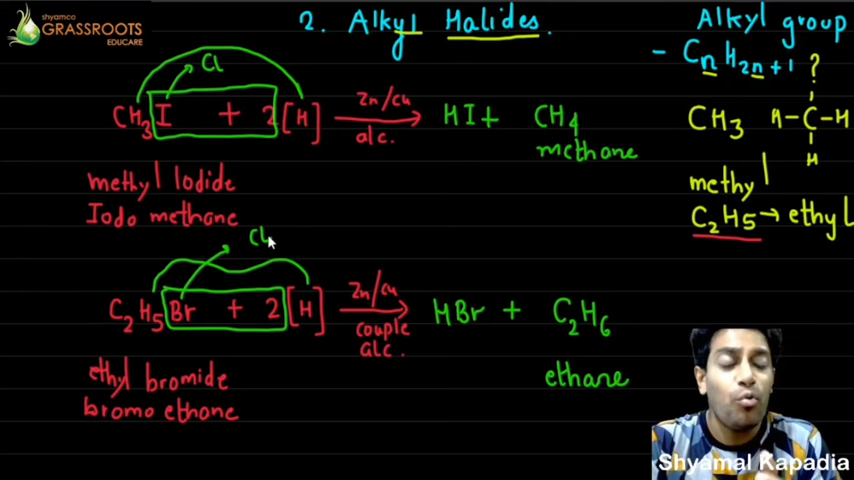 shyamco
GRASSROOTS
EDUCARE
2. Alkyl Halides.
Alkyl group
- CnH2n+1
?
Cl
CH3I + 2[H] Zn/Cu alc. HI + CH4
methane
CH3 H-C-H
H
methyl Iodide
Iodo methane
methyl
C2H5 → ethyl
Cl
C2H5Br + 2[H] Zn/Cu couple alc. HBr + C2H6
ethyl bromide
bromo ethane
ethane
Shyamal Kapadia